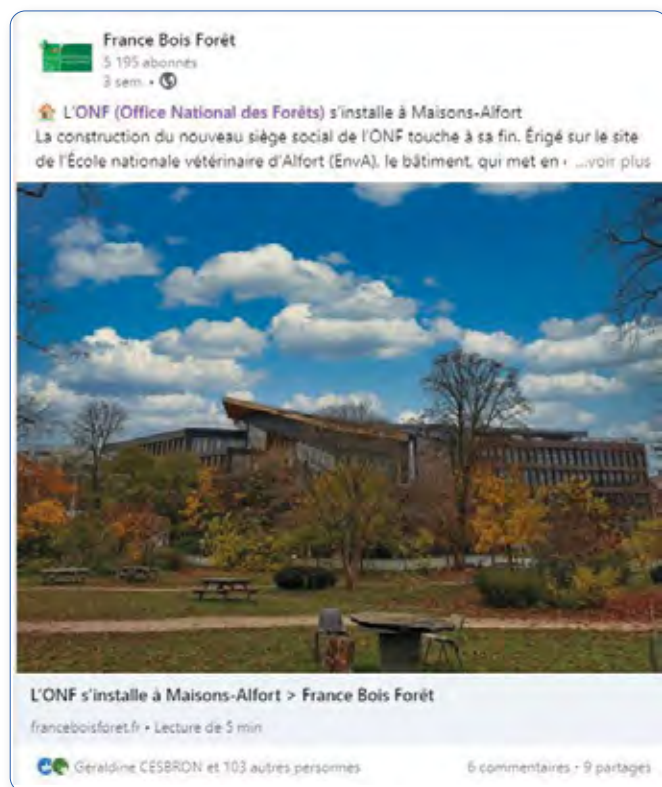 France Bois Forêt
5 195 abonnés
3 sem. •
L'ONF (Office National des Forêts) s'installe à Maisons-Alfort
La construction du nouveau siège social de l'ONF touche à sa fin. Érigé sur le site
de l'École nationale vétérinaire d'Alfort (EnvA), le bâtiment, qui met en ...voir plus
L'ONF s'installe à Maisons-Alfort > France Bois Forêt
franceboisforet.fr • Lecture de 5 min
Géraldine CESBRON et 103 autres personnes
6 commentaires • 9 partages